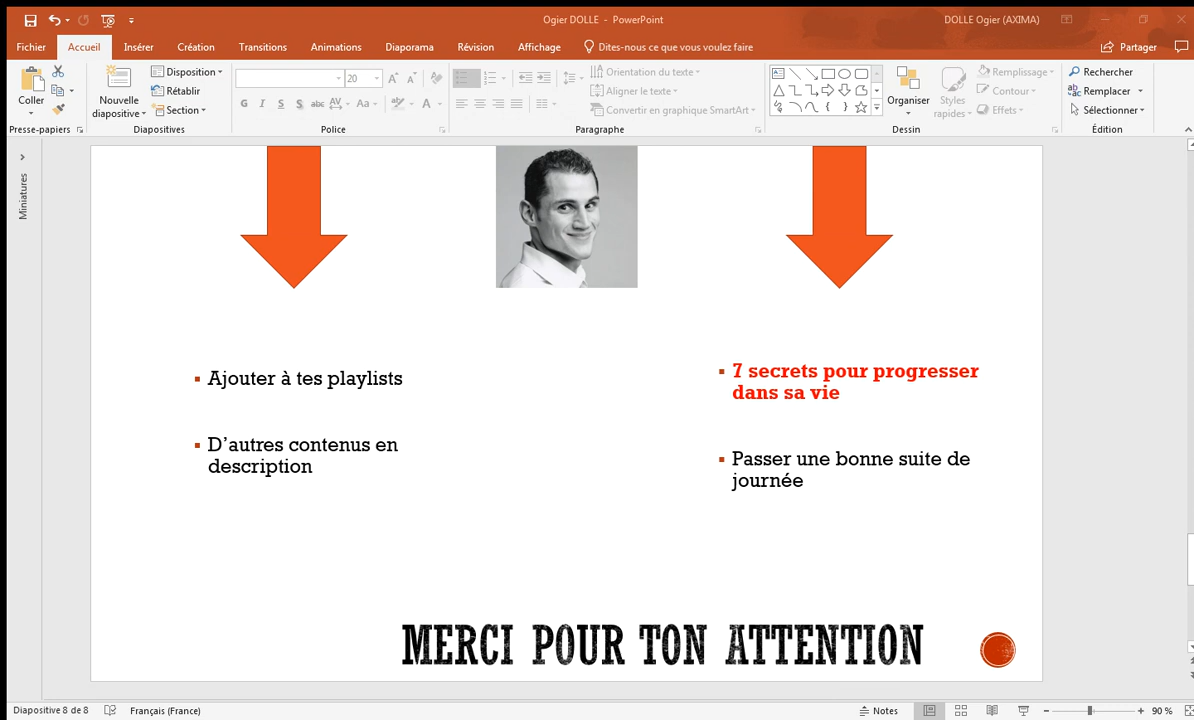 Ogier DOLLE - PowerPoint
DOLLE Ogier (AXIMA)
Fichier
Accueil
Insérer
Création
Transitions
Animations
Diaporama
Révision
Affichage
Dites-nous ce que vous voulez faire
Partager
Coller
Presse-papiers
Nouvelle
diapositive
Disposition
Rétablir
Section
Diapositives
20
G I S S abc AV Aa A
Police
Orientation du texte
Aligner le texte
Convertir en graphique SmartArt
Paragraphe
Organiser
Styles
rapides
Remplissage
Contour
Effets
Dessin
Rechercher
Remplacer
Sélectionner
Édition
Miniatures
Ajouter à tes playlists
D’autres contenus en
description
7 secrets pour progresser
dans sa vie
Passer une bonne suite de
journée
MERCI POUR TON ATTENTION
Diapositive 8 de 8
Français (France)
Notes
90 %